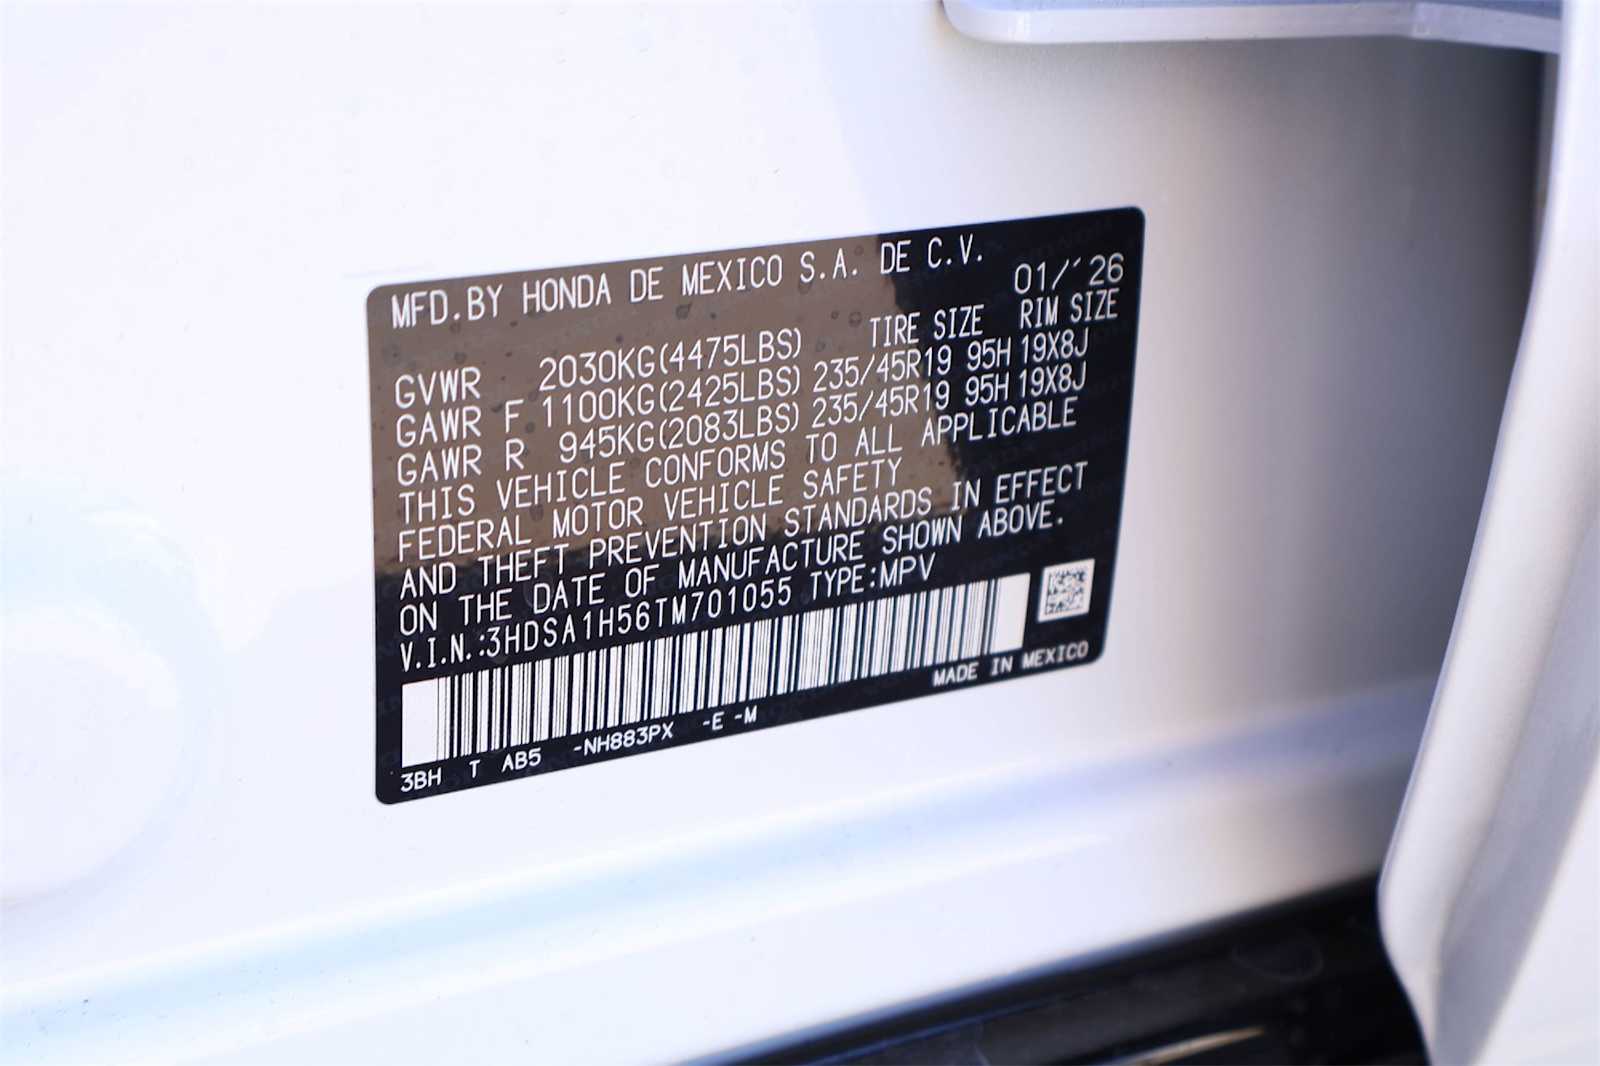 MFD.BY HONDA DE MEXICO S.A. DE C.V.
01/´26
TIRE SIZE RIM SIZE
GVWR 2030KG(4475LBS)
GAWR F 1100KG(2425LBS) 235/45R19 95H 19X8J
GAWR R 945KG(2083LBS) 235/45R19 95H 19X8J
THIS VEHICLE CONFORMS TO ALL APPLICABLE
FEDERAL MOTOR VEHICLE SAFETY
AND THEFT PREVENTION STANDARDS IN EFFECT
ON THE DATE OF MANUFACTURE SHOWN ABOVE.
V.I.N.:3HDSA1H56TM701055 TYPE:MPV
MADE IN MEXICO
3BH T AB5 -NH883PX -E -M